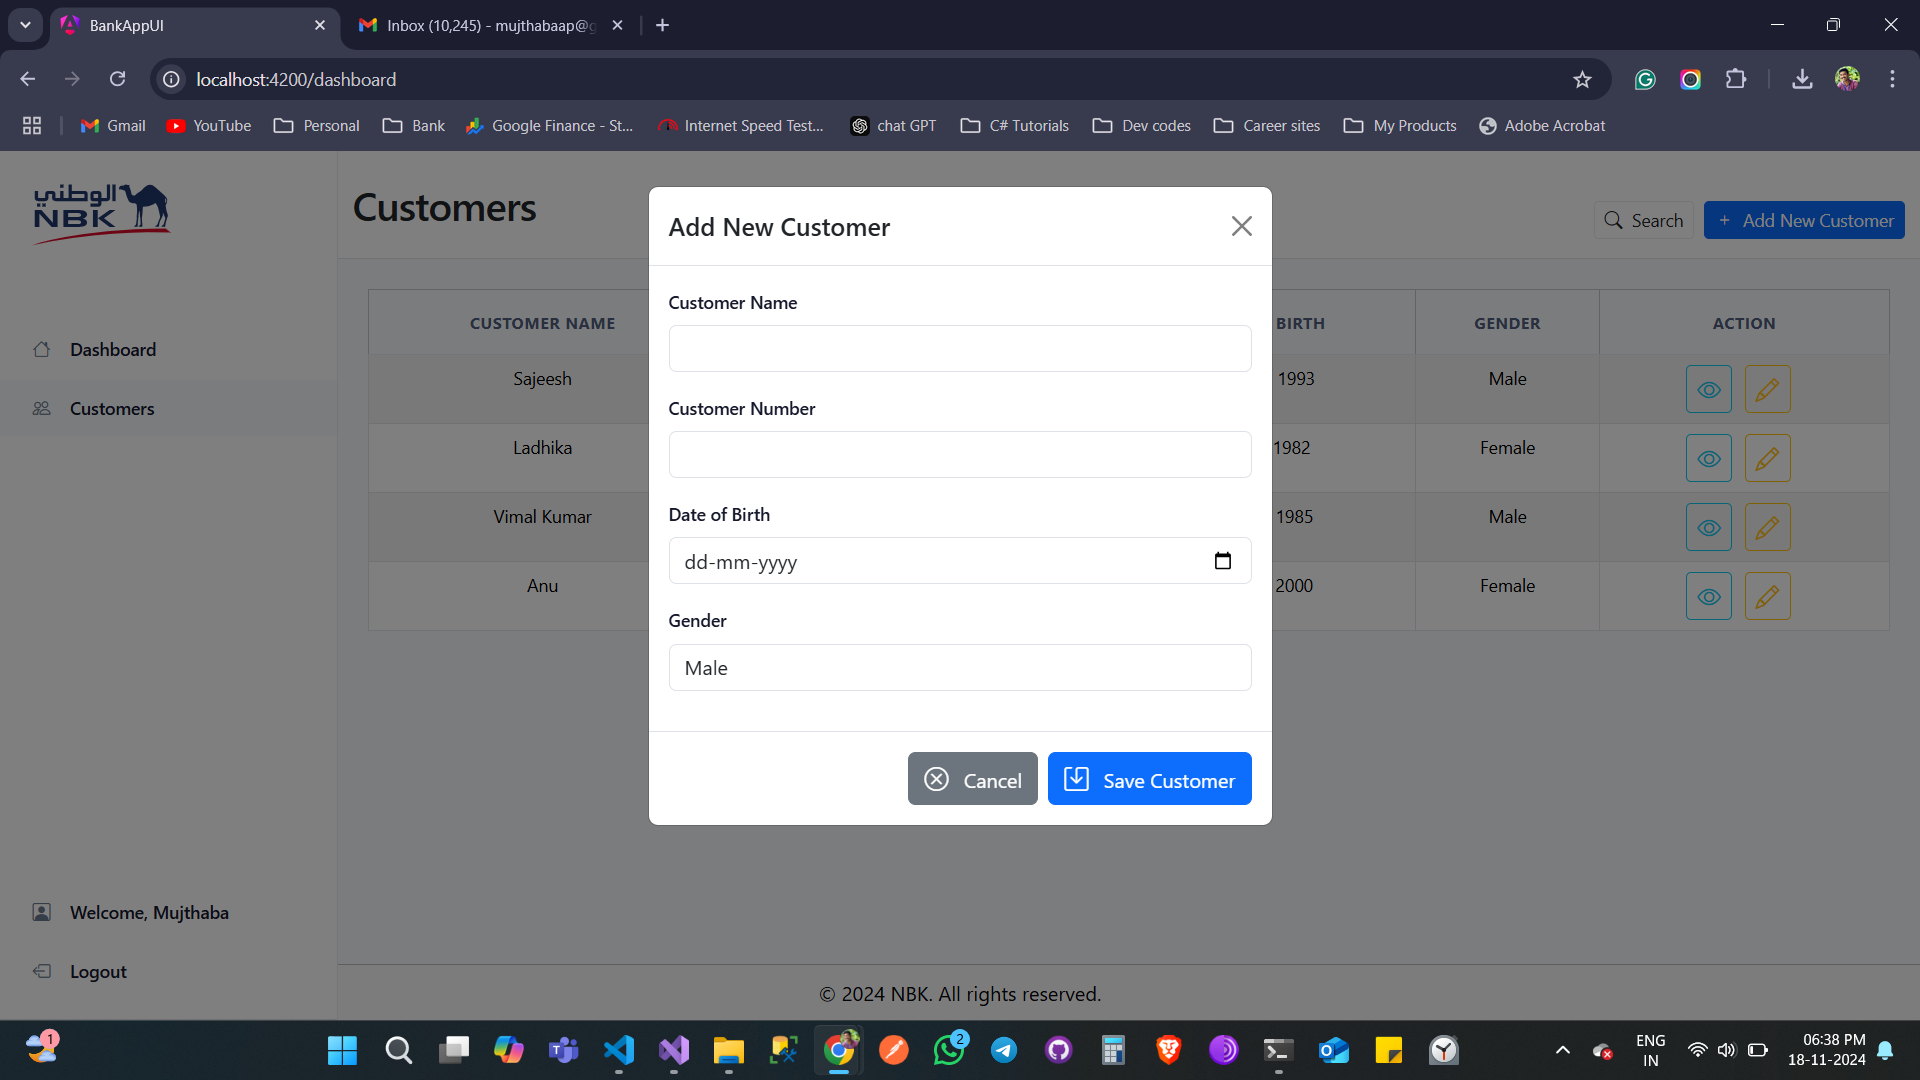 BankAppUI
Inbox (10,245) - mujthabaap@g
localhost:4200/dashboard
Gmail
YouTube
Personal
Bank
Google Finance - St...
Internet Speed Test...
chat GPT
C# Tutorials
Dev codes
Career sites
My Products
Adobe Acrobat
الوطني
NBK
Customers
Search
+ Add New Customer
Dashboard
Customers
Welcome, Mujthaba
Logout
CUSTOMER NAME
BIRTH
GENDER
ACTION
Sajeesh
1993
Male
Ladhika
1982
Female
Vimal Kumar
1985
Male
Anu
2000
Female
Add New Customer
Customer Name
Customer Number
Date of Birth
dd-mm-yyyy
Gender
Male
Cancel
Save Customer
© 2024 NBK. All rights reserved.
1
2
ENG
IN
06:38 PM
18-11-2024